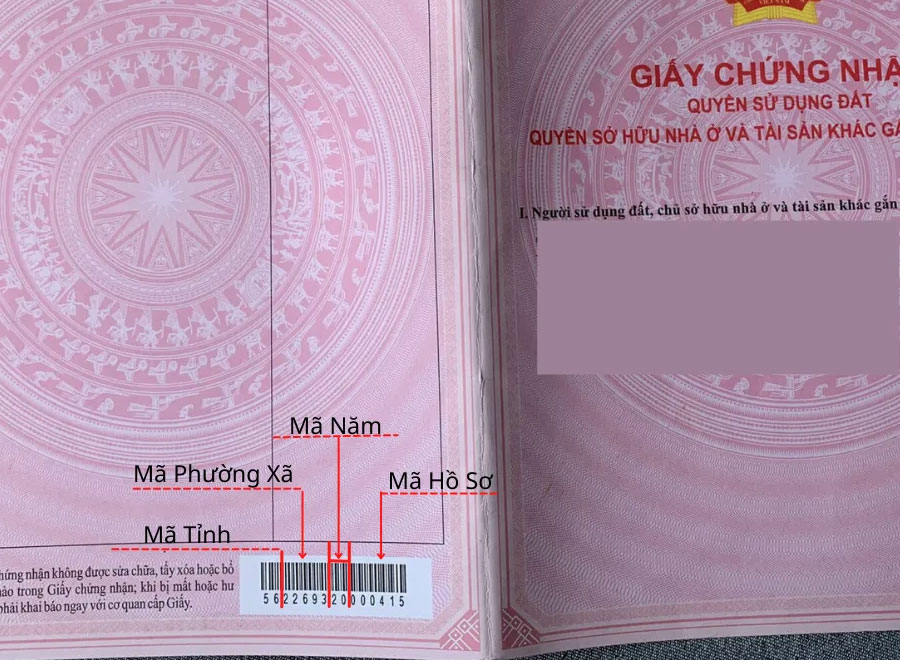 Mã Năm
Mã Phường Xã
Mã Hồ Sơ
Mã Tỉnh
hứng nhận không được sửa chữa, tẩy xóa hoặc bổ
ào trong Giấy chứng nhận; khi bị mất hoặc hư
phải khai báo ngay với cơ quan cấp Giấy.
562269320000415
GIẤY CHỨNG NHẬ
QUYỀN SỬ DỤNG ĐẤT
QUYỀN SỞ HỮU NHÀ Ở VÀ TÀI SẢN KHÁC GẮ
I. Người sử dụng đất, chủ sở hữu nhà ở và tài sản khác gắn